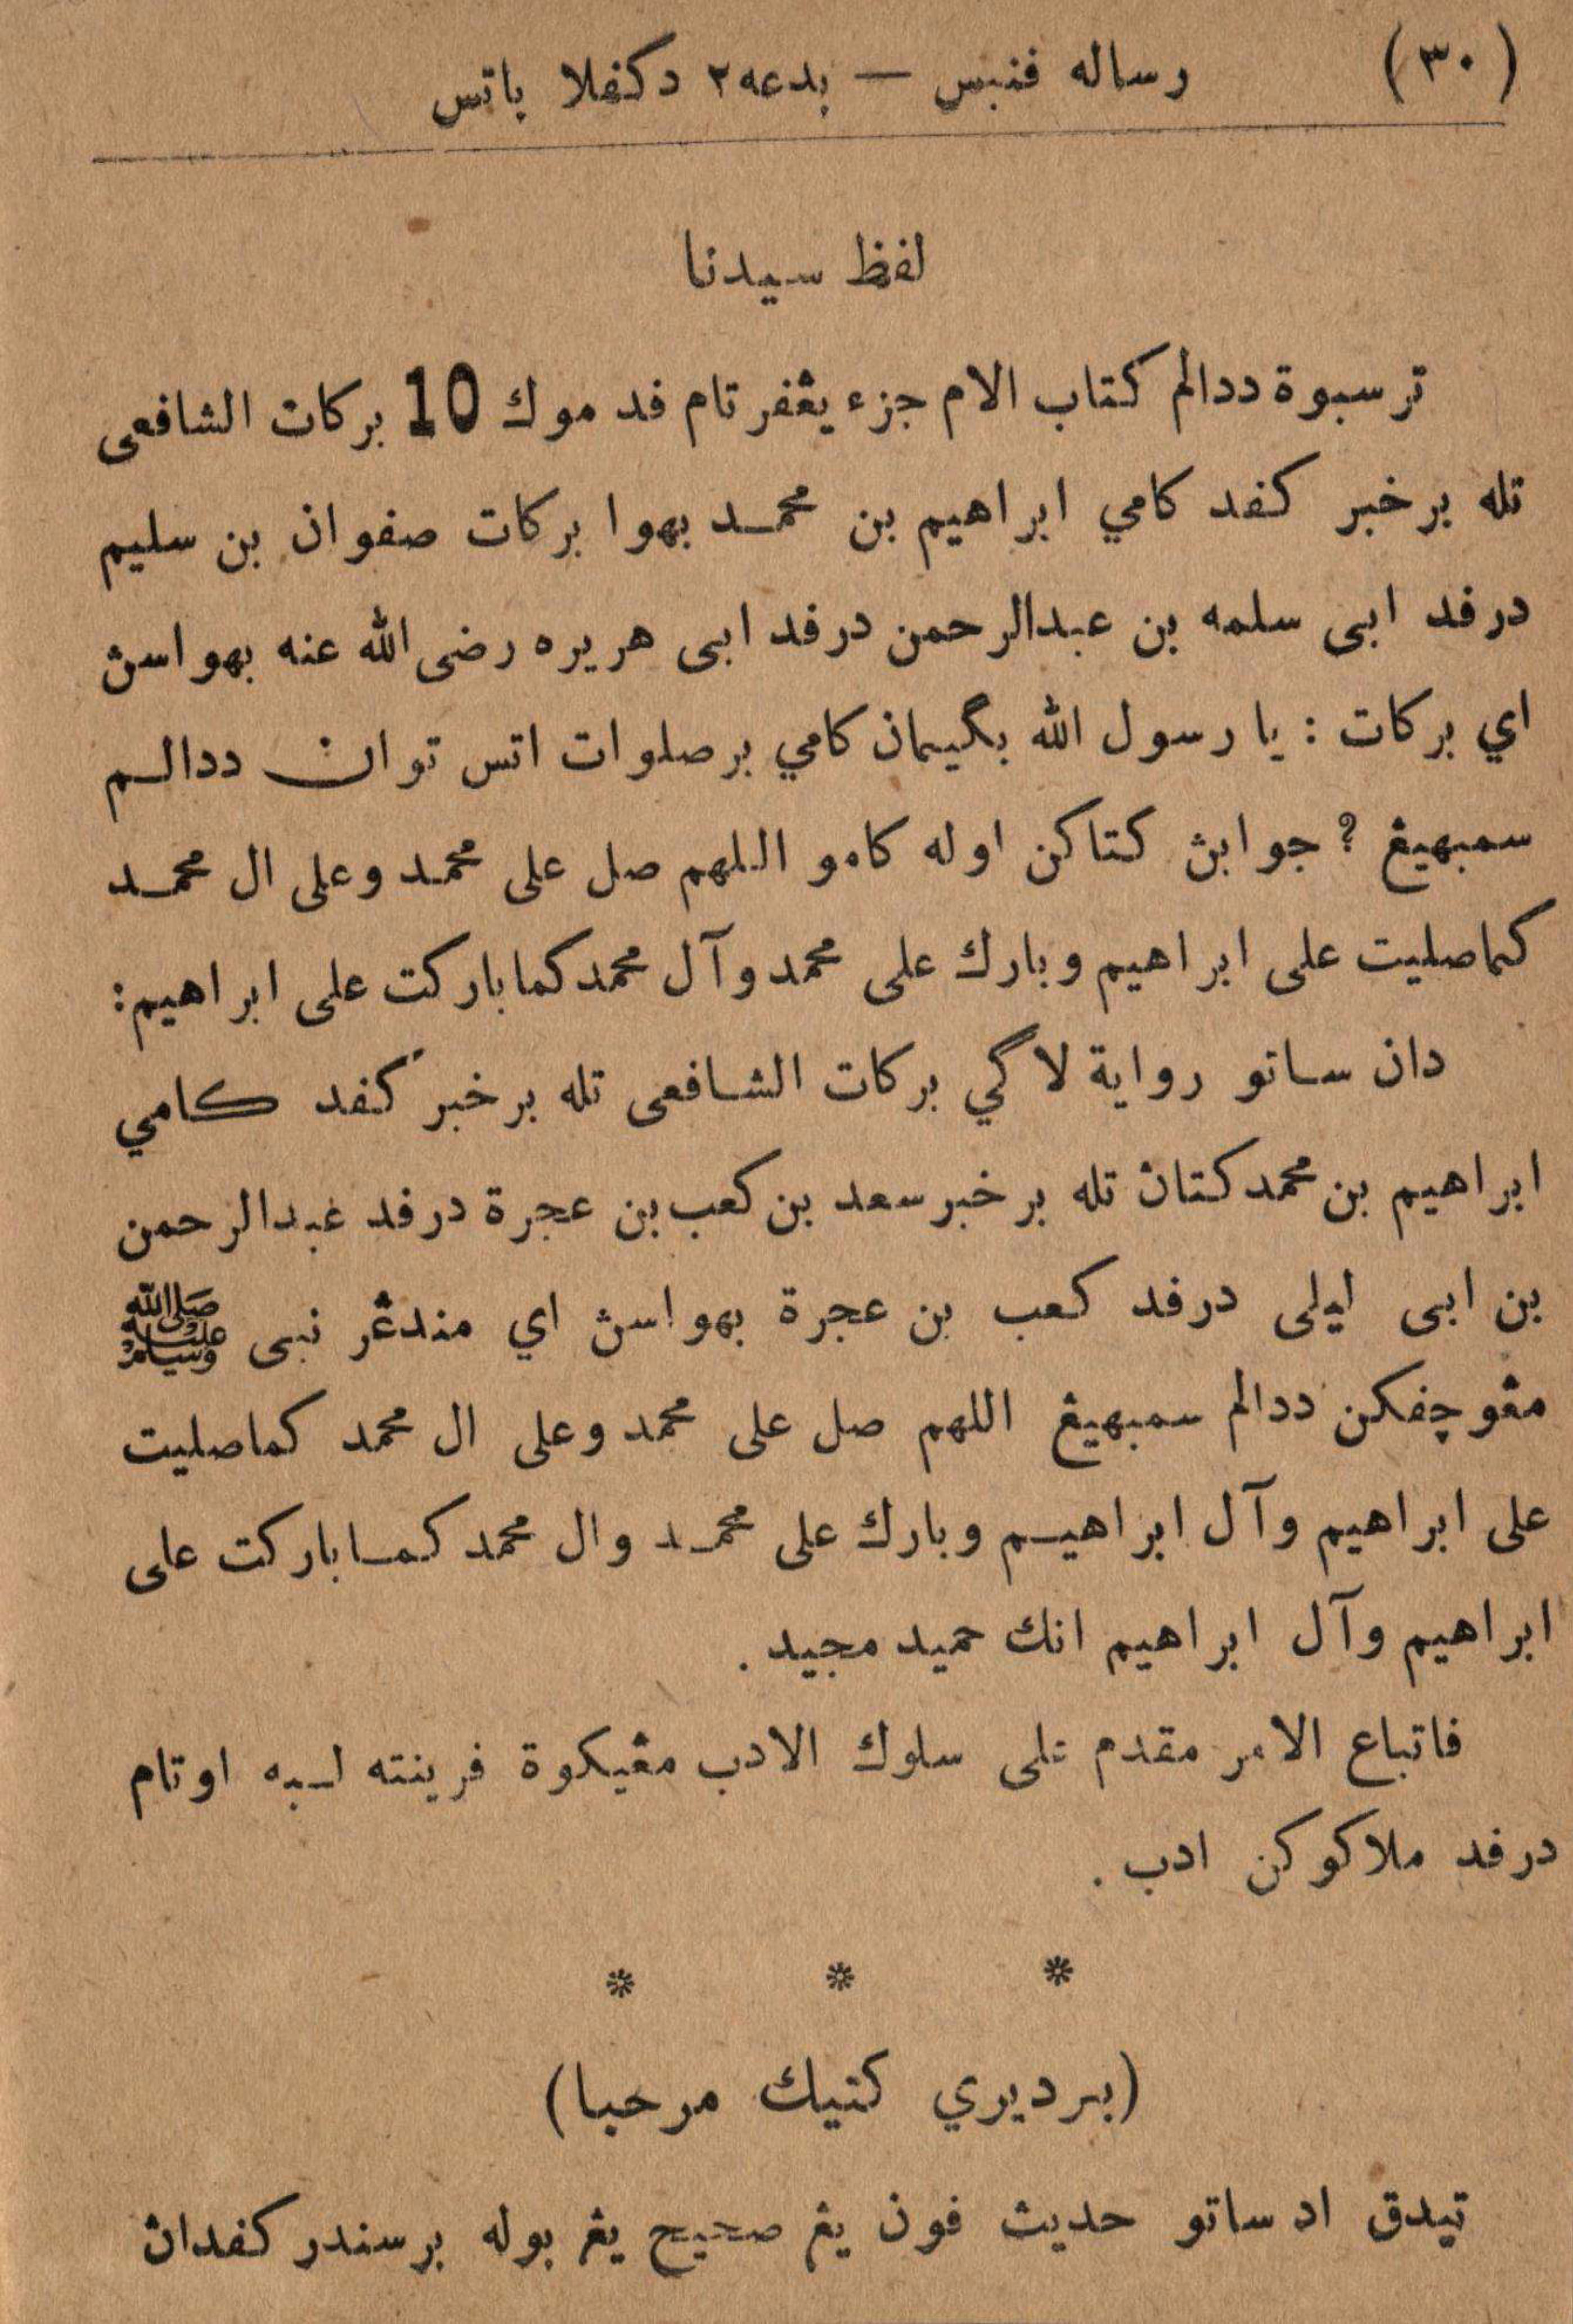 (٣٠) رساله فنبس — بدعه٢ دكفلا باتس
لفظ سيدنا
ترسبوة ددالم كتاب الام جزء يڠفرتام فد موك 10 بركات الشافعى
تله برخبر كفد كامي ابراهيم بن محمد بهوا بركات صفوان بن سليم
درفد ابى سلمه بن عبدالرحمن درفد ابى هريره رضى الله عنه بهواسڽ
اي بركات : يا رسول الله بگيمان كامي برصلوات اتس توان ددالم
سمبهيڠ ? جوابڽ كتاكن اوله كامو اللهم صل على محمد وعلى ال محمد
كماصليت على ابراهيم وبارك على محمد وآل محمد كماباركت على ابراهيم:
دان ساتو رواية لاگي بركات الشافعى تله برخبر كفد كامي
ابراهيم بن محمد كتاڽ تله برخبر سعد بن كعب بن عجرة درفد عبدالرحمن
بن ابى ليلى درفد كعب بن عجرة بهواسڽ اي مندڠر نبى ﷺ
مڠوچفكن ددالم سمبهيڠ اللهم صل على محمد وعلى ال محمد كماصليت
على ابراهيم وآل ابراهيم وبارك على محمد وال محمد كماباركت على
ابراهيم وآل ابراهيم انك حميد مجيد .
فاتباع الامر مقدم على سلوك الادب مڠيكوة فرينته لبه اوتام
درفد ملاكوكن ادب .
* * *
(برديري كتيك مرحبا)
تيدق اد ساتو حديث فون يڠ صحيح يڠ بوله برسندر كفداڽ